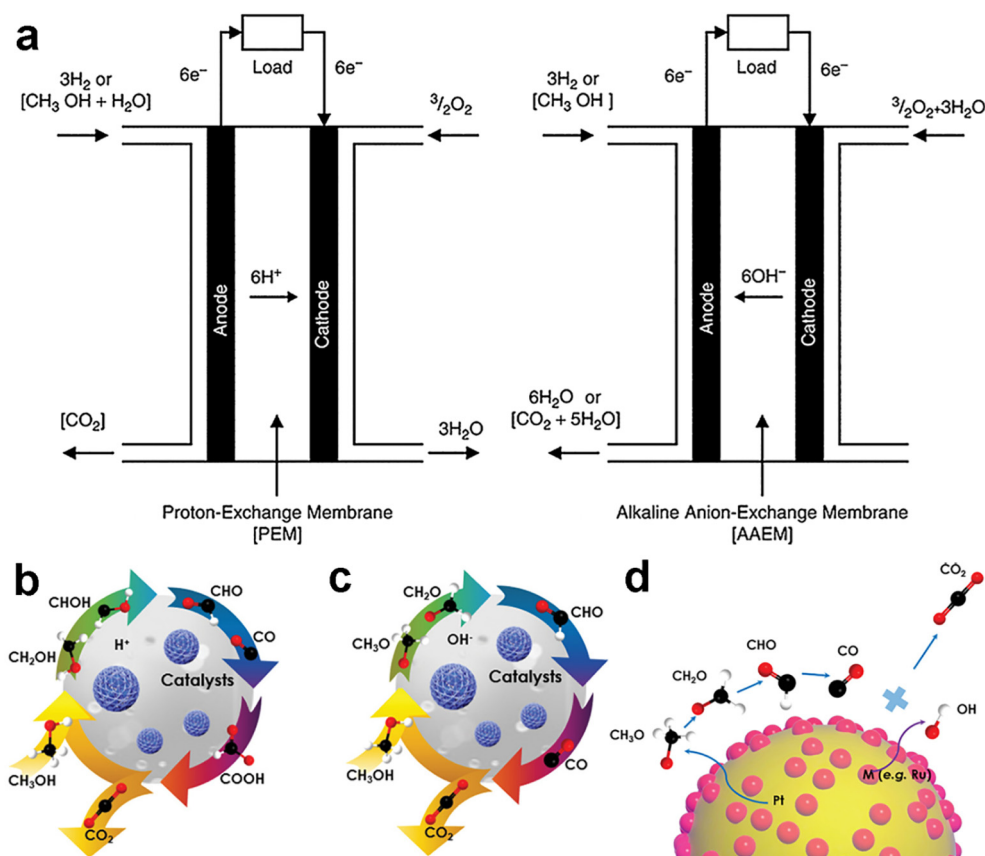 a
6e⁻
Load
6e⁻
3H₂ or
[CH₃ OH + H₂O]
³/₂O₂
6H⁺
Anode
Cathode
[CO₂]
3H₂O
Proton-Exchange Membrane
[PEM]
6e⁻
Load
6e⁻
3H₂ or
[CH₃ OH ]
³/₂O₂+3H₂O
6OH⁻
Anode
Cathode
6H₂O or
[CO₂ + 5H₂O]
Alkaline Anion-Exchange Membrane
[AAEM]
b
CHOH
CHO
H⁺
CO
CH₂OH
Catalysts
CH₃OH
COOH
CO₂
c
CH₂O
CHO
CH₃O
OH⁻
Catalysts
CH₃OH
CO
CO₂
d
CO₂
CHO
CO
CH₂O
OH
CH₃O
M (e.g. Ru)
Pt